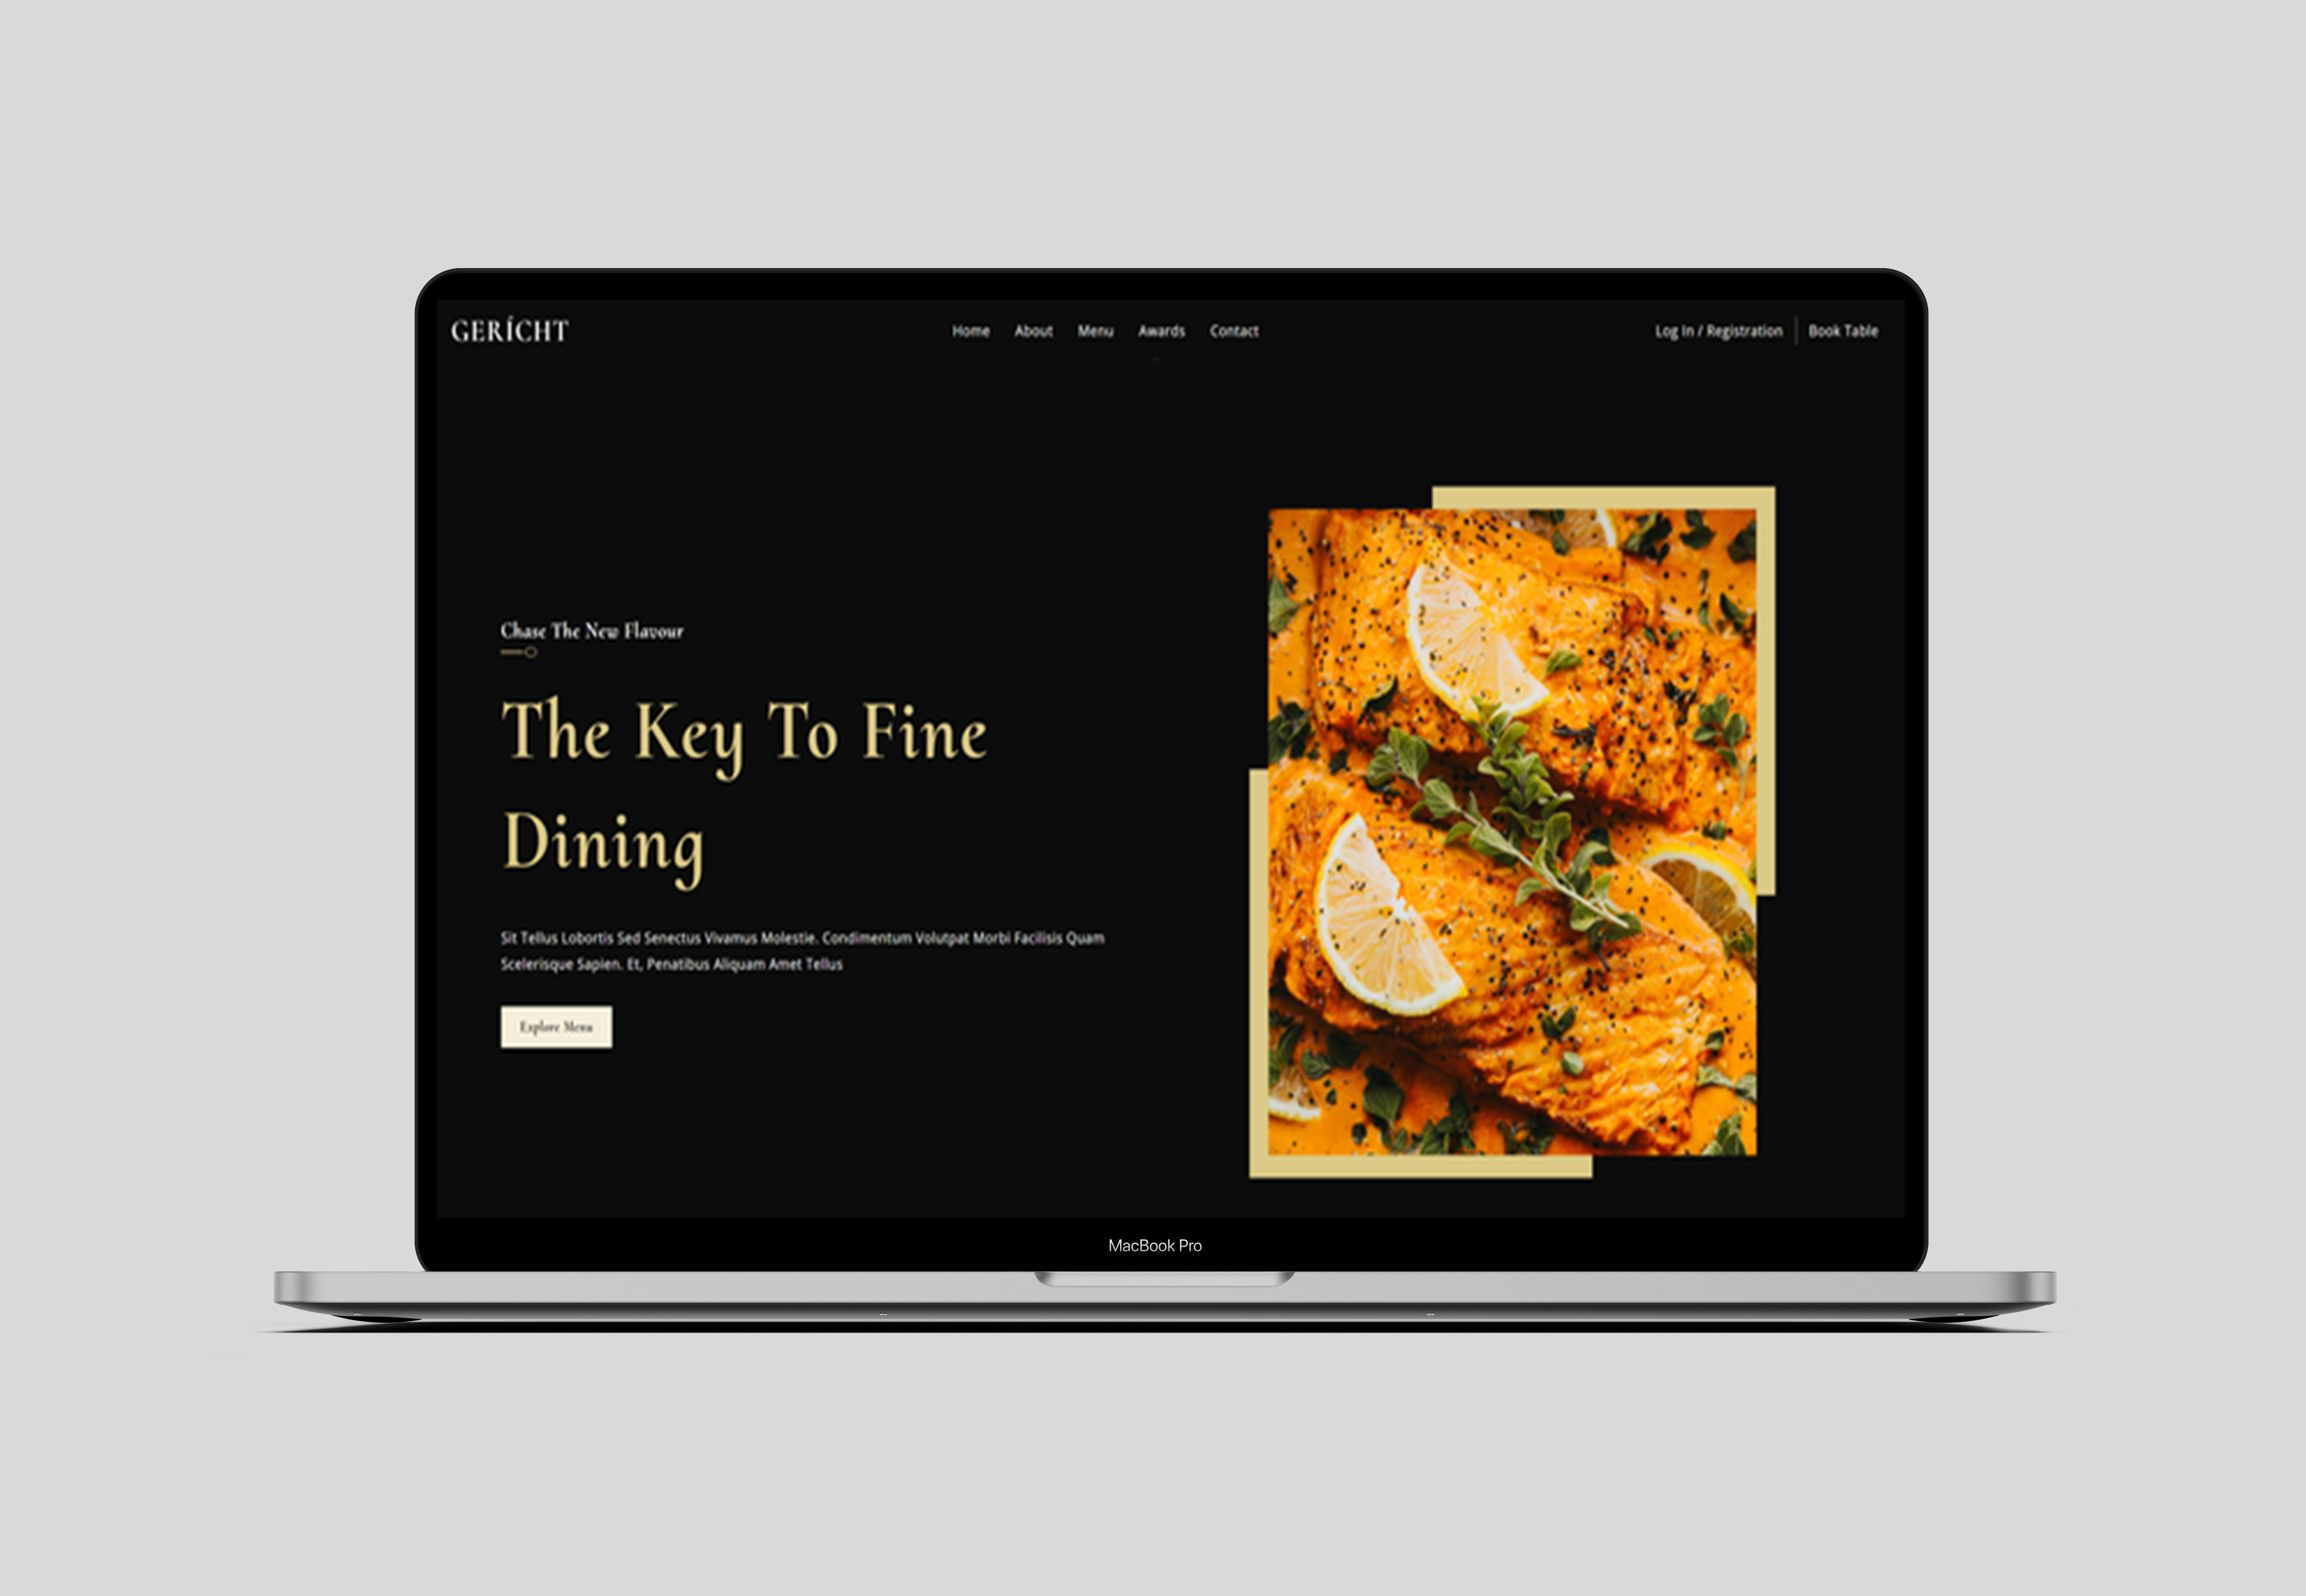 GERÍCHT
Home About Menu Awards Contact
Log In / Registration Book Table
Chase The New Flavour
The Key To Fine
Dining
Sit Tellus Lobortis Sed Senectus Vivamus Molestie. Condimentum Volutpat Morbi Facilisis Quam
Scelerisque Sapien. Et, Penatibus Aliquam Amet Tellus
Explore Menu
MacBook Pro